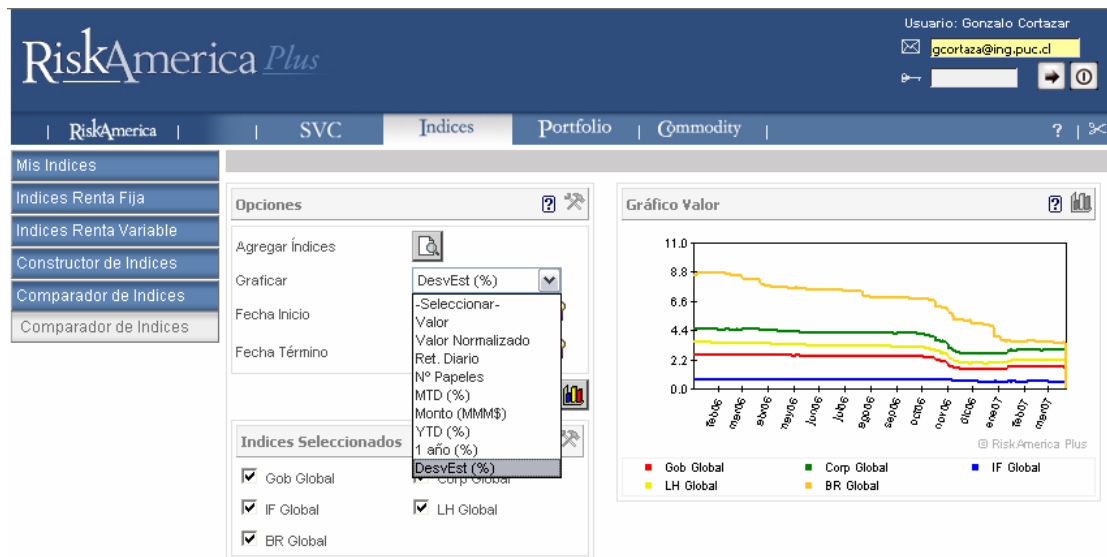 Usuario: Gonzalo Cortazar
gcortaza@ing.puc.cl
RiskAmerica Plus
| RiskAmerica | | SVC Indices Portfolio | Commodity | ? |
Mis Indices
Indices Renta Fija
Indices Renta Variable
Constructor de Indices
Comparador de Indices
Comparador de Indices
Opciones ?
Agregar Índices
Graficar DesvEst (%)
Fecha Inicio
Fecha Término
-Seleccionar-
Valor
Valor Normalizado
Ret. Diario
Nº Papeles
MTD (%)
Monto (MMM$)
YTD (%)
1 año (%)
DesvEst (%)
Indices Seleccionados
Gob Global Corp Global
IF Global LH Global
BR Global
Gráfico Valor ?
11.0
8.8
6.6
4.4
2.2
0.0
feb06 mar06 abr06 may06 jun06 jul06 ago06 sep06 oct06 nov06 dic06 ene07 feb07 mar07
@ RiskAmerica Plus
Gob Global Corp Global IF Global
LH Global BR Global